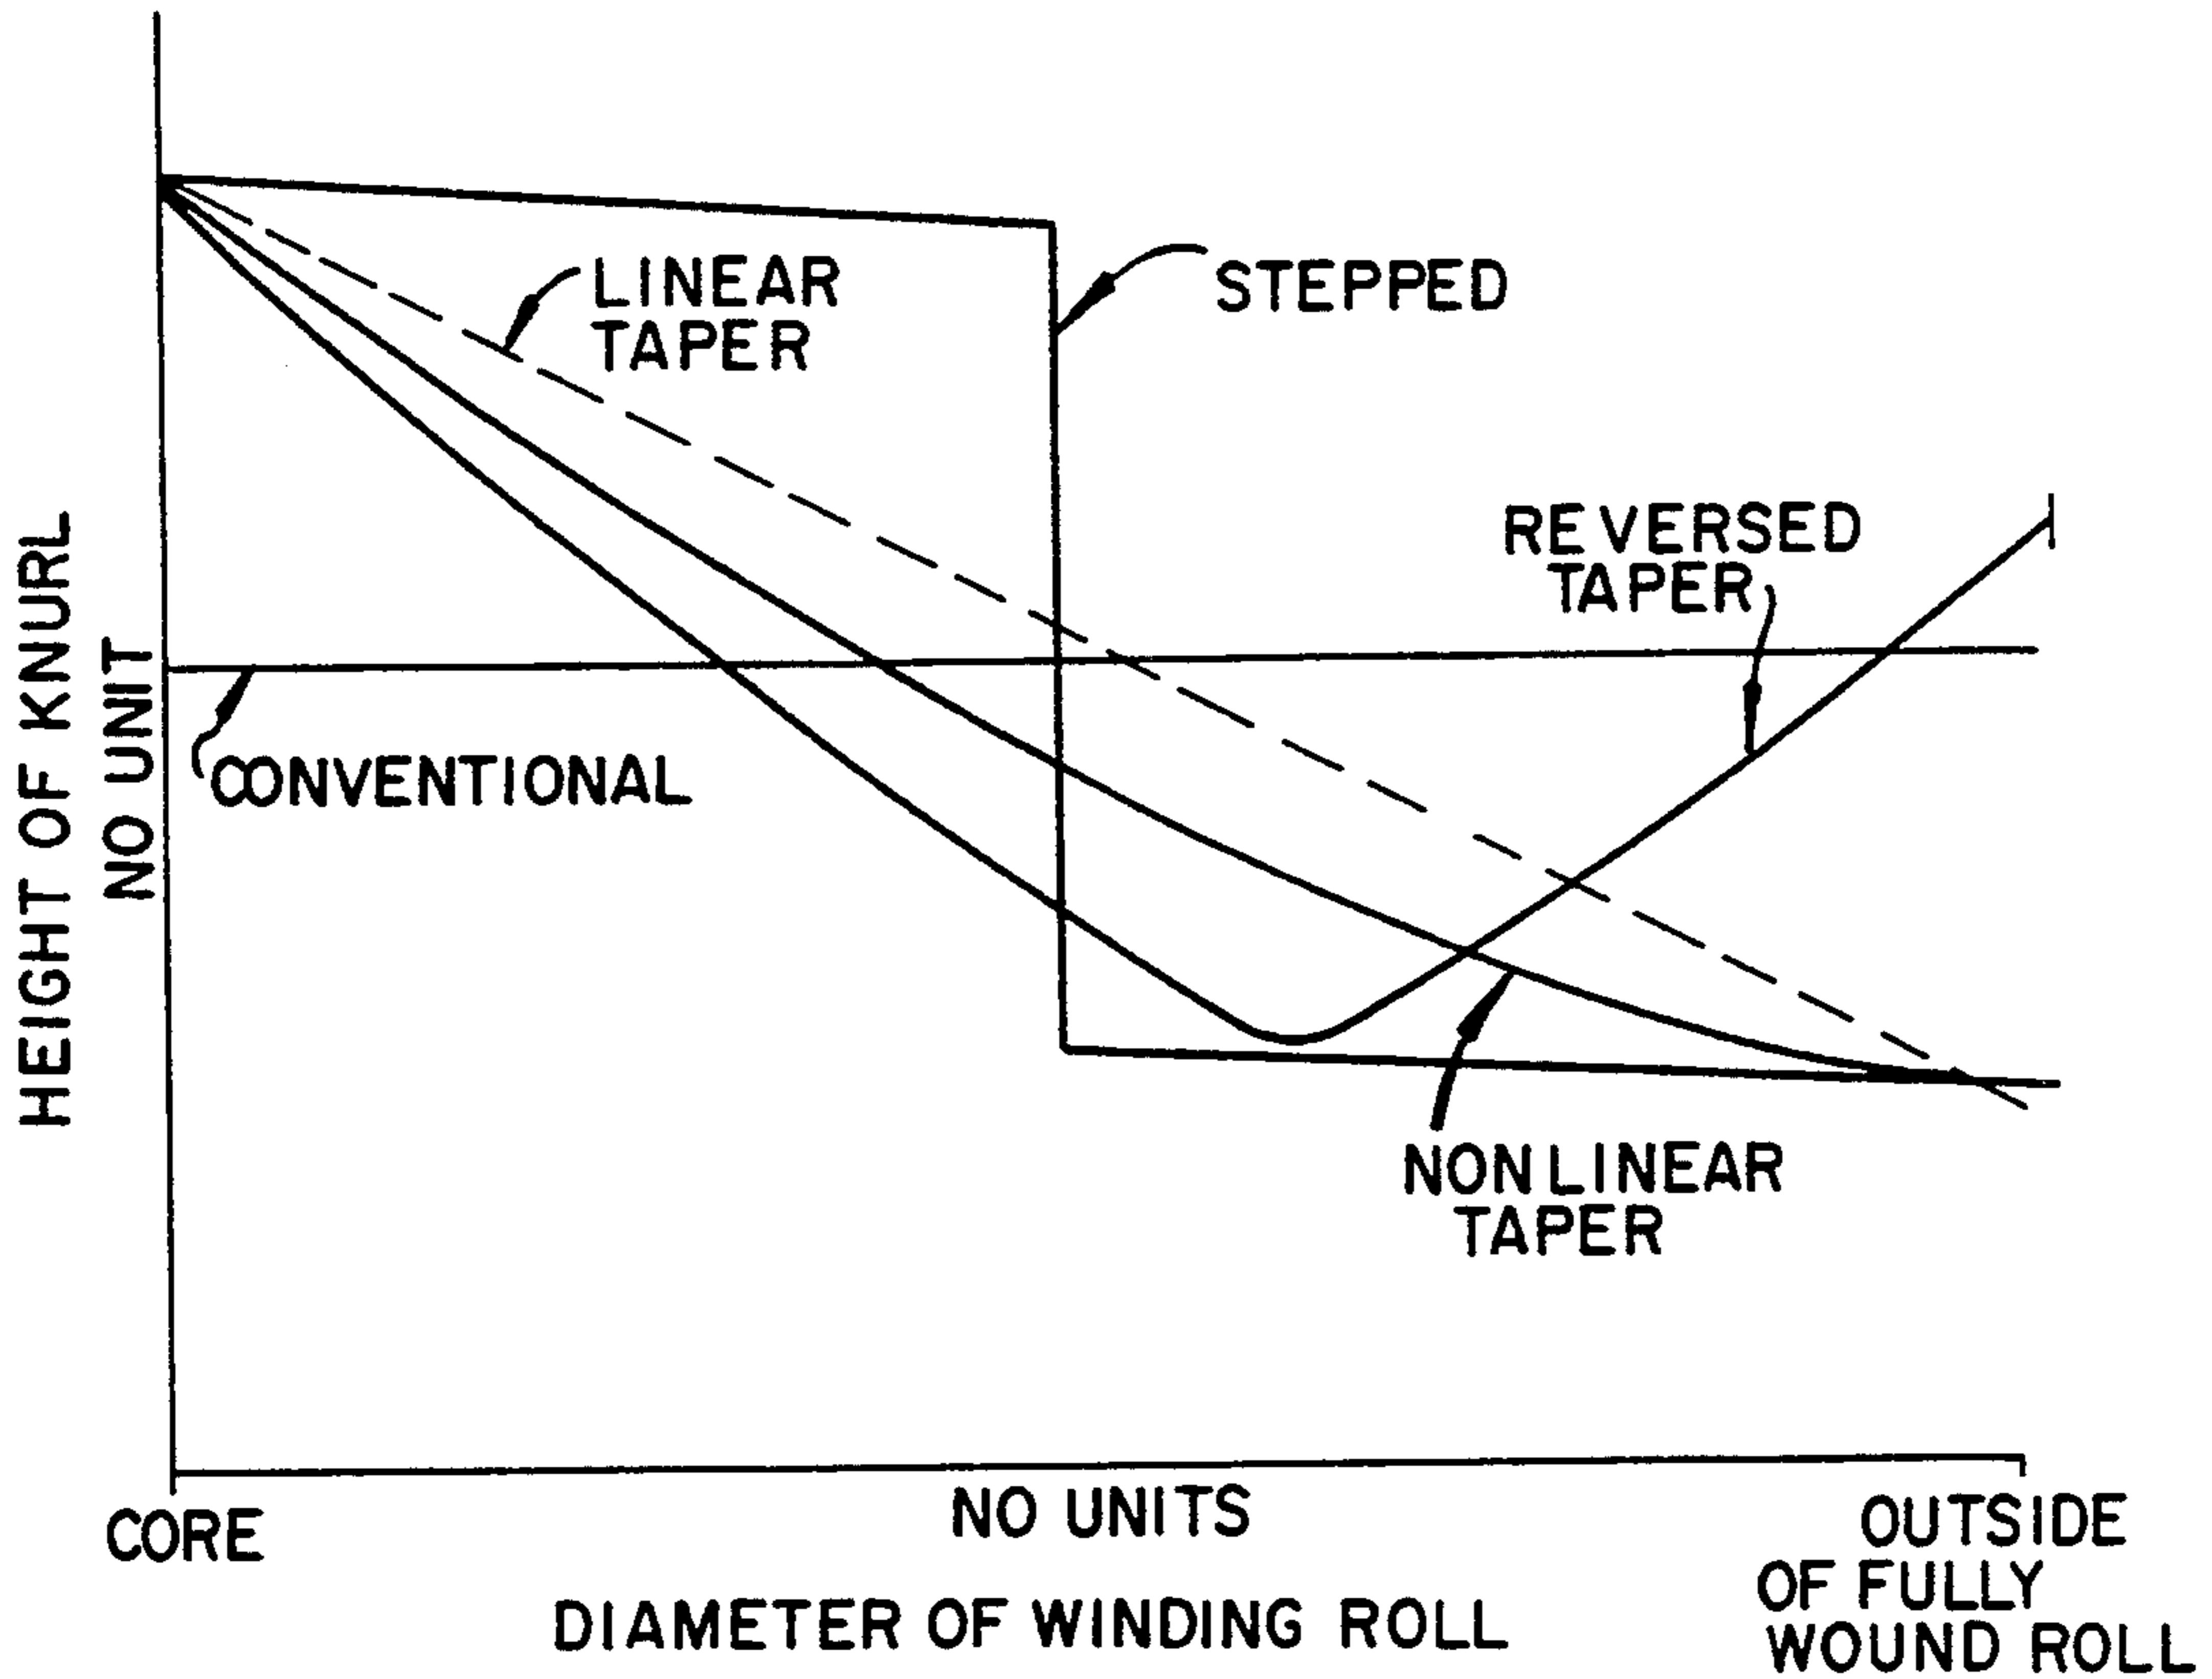 LINEAR
TAPER
STEPPED
REVERSED
TAPER
HEIGHT OF KNURL
NO UNIT
CONVENTIONAL
NONLINEAR
TAPER
CORE
NO UNITS
OUTSIDE
OF FULLY
WOUND ROLL
DIAMETER OF WINDING ROLL